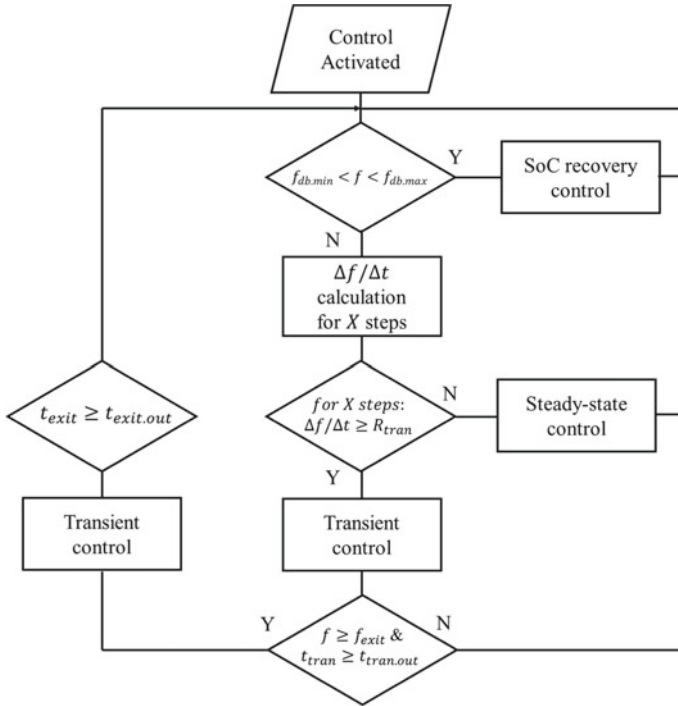 Control
Activated
f_{db.min} < f < f_{db.max}
Y
SoC recovery
control
N
Δf/Δt
calculation
for X steps
t_{exit} ≥ t_{exit.out}
for X steps:
Δf/Δt ≥ R_{tran}
N
Steady-state
control
Y
Transient
control
Transient
control
Y
f ≥ f_{exit} &
t_{tran} ≥ t_{tran.out}
N